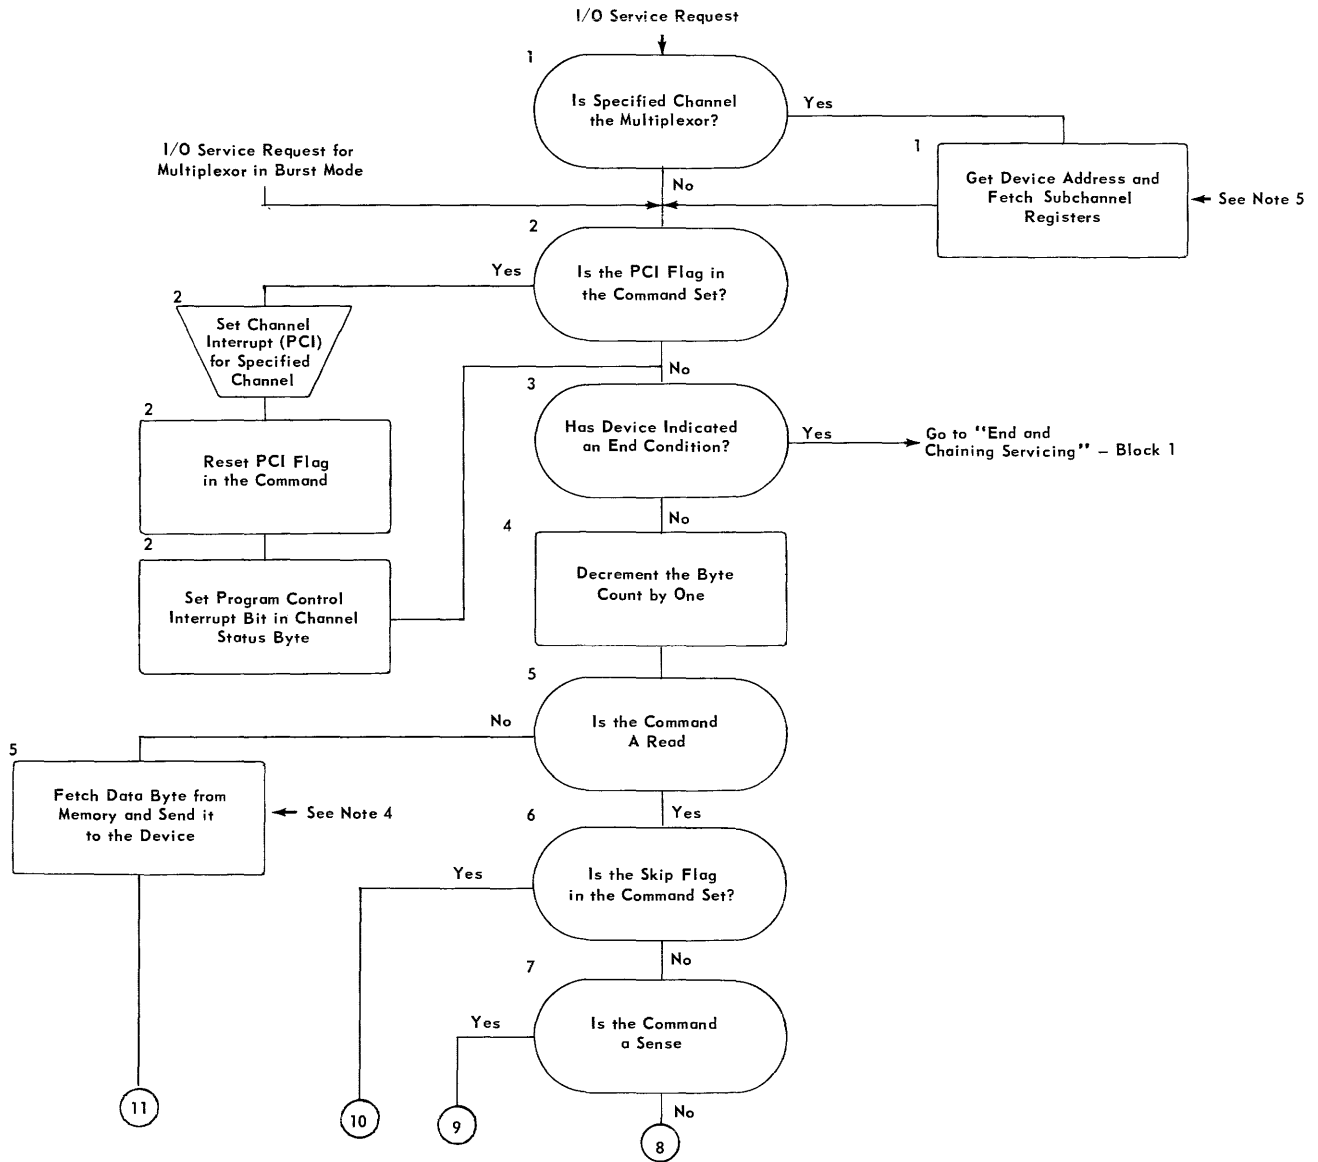 I/O Service Request
1
Is Specified Channel
the Multiplexor?
Yes
1
Get Device Address and
Fetch Subchannel
Registers
See Note 5
I/O Service Request for
Multiplexor in Burst Mode
No
2
Is the PCI Flag in
the Command Set?
Yes
2
Set Channel
Interrupt (PCI)
for Specified
Channel
No
3
Has Device Indicated
an End Condition?
Yes
Go to "End and
Chaining Servicing" – Block 1
2
Reset PCI Flag
in the Command
No
4
Decrement the Byte
Count by One
2
Set Program Control
Interrupt Bit in Channel
Status Byte
5
Is the Command
A Read
No
5
Fetch Data Byte from
Memory and Send it
to the Device
See Note 4
Yes
6
Is the Skip Flag
in the Command Set?
Yes
No
7
Is the Command
a Sense
Yes
No
11
10
9
8